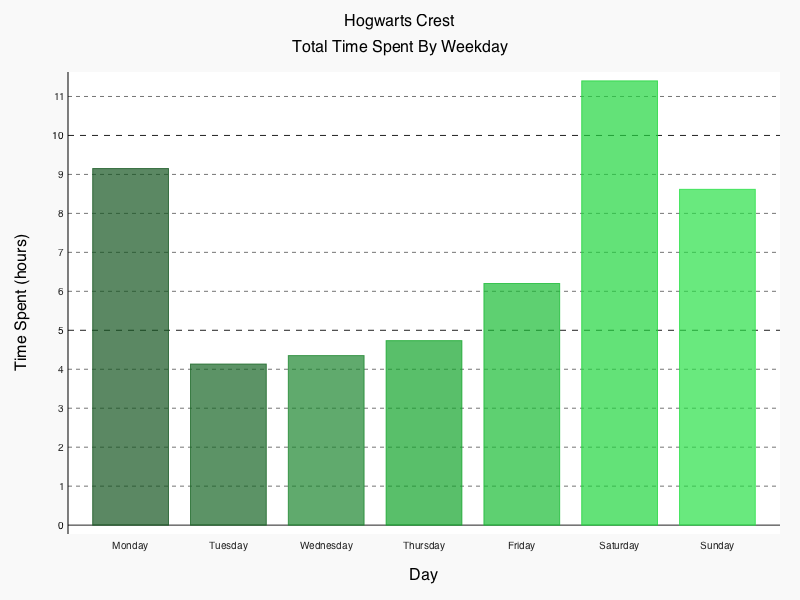 Hogwarts Crest
Total Time Spent By Weekday
Time Spent (hours)
11
10
9
8
7
6
5
4
3
2
1
0
Monday Tuesday Wednesday Thursday Friday Saturday Sunday
Day